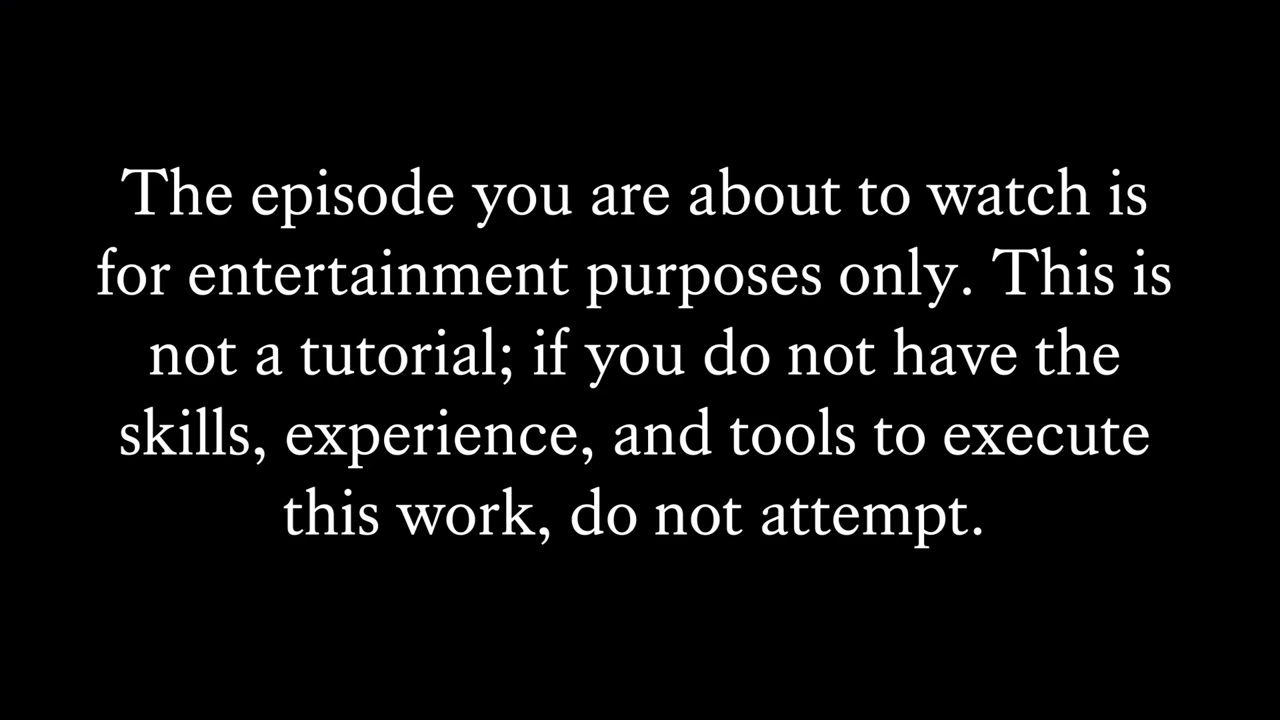 The episode you are about to watch is
for entertainment purposes only. This is
not a tutorial; if you do not have the
skills, experience, and tools to execute
this work, do not attempt.